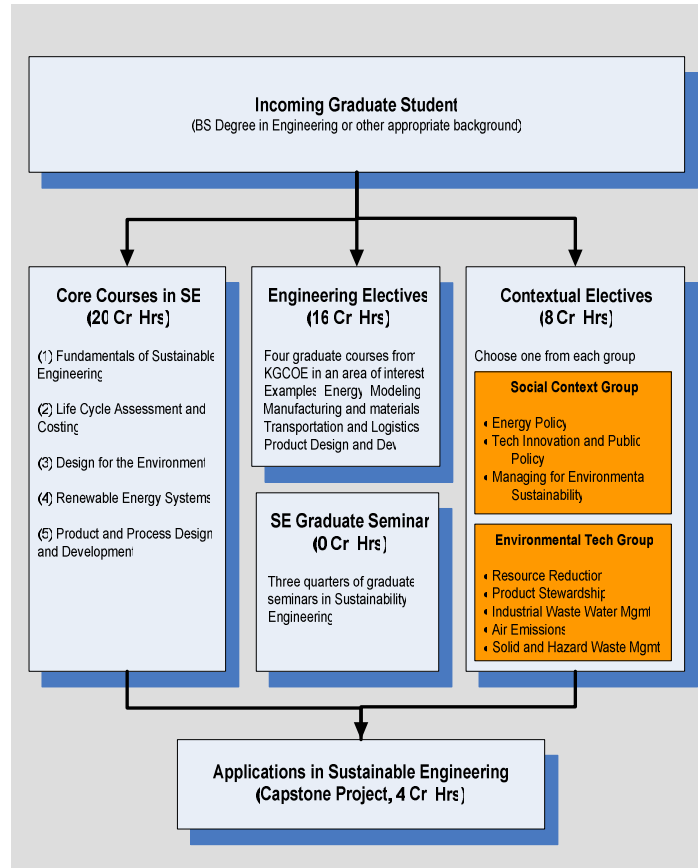 Incoming Graduate Student
(BS Degree in Engineering or other appropriate background)
Core Courses in SE
(20 Cr Hrs)
(1) Fundamentals of Sustainable
Engineering
(2) Life Cycle Assessment and
Costing
(3) Design for the Environment
(4) Renewable Energy Systems
(5) Product and Process Design
and Development
Engineering Electives
(16 Cr Hrs)
Four graduate courses from
KGCOE in an area of interest
Examples Energy Modeling
Manufacturing and materials
Transportation and Logistics
Product Design and Dev
SE Graduate Seminar
(0 Cr Hrs)
Three quarters of graduate
seminars in Sustainability
Engineering
Contextual Electives
(8 Cr Hrs)
Choose one from each group
Social Context Group
• Energy Policy
• Tech Innovation and Public
Policy
• Managing for Environmenta
Sustainability
Environmental Tech Group
• Resource Reduction
• Product Stewardship
• Industrial Waste Water Mgmt
• Air Emissions
• Solid and Hazard Waste Mgmt
Applications in Sustainable Engineering
(Capstone Project, 4 Cr Hrs)